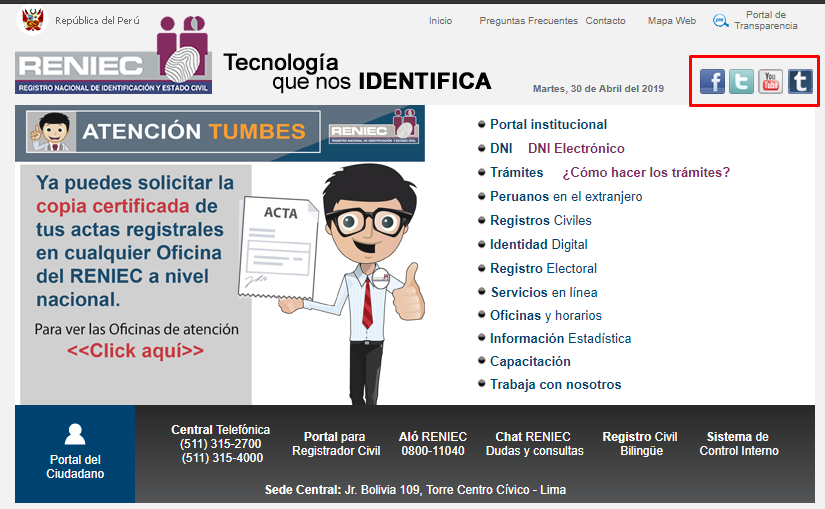 República del Perú
Inicio
Preguntas Frecuentes
Contacto
Mapa Web
Portal de
Transparencia
RENIEC
REGISTRO NACIONAL DE IDENTIFICACIÓN Y ESTADO CIVIL
Tecnología
que nos IDENTIFICA
Martes, 30 de Abril del 2019
f
t
You
Tube
t
ATENCIÓN TUMBES
RENIEC
Ya puedes solicitar la
copia certificada de
tus actas registrales
en cualquier Oficina
del RENIEC a nivel
nacional.
Para ver las Oficinas de atención
<<Click aquí>>
ACTA
Portal institucional
DNI DNI Electrónico
Trámites ¿Cómo hacer los trámites?
Peruanos en el extranjero
Registros Civiles
Identidad Digital
Registro Electoral
Servicios en línea
Oficinas y horarios
Información Estadística
Capacitación
Trabaja con nosotros
Portal del
Ciudadano
Central Telefónica
(511) 315-2700
(511) 315-4000
Portal para
Registrador Civil
Aló RENIEC
0800-11040
Chat RENIEC
Dudas y consultas
Registro Civil
Bilingüe
Sistema de
Control Interno
Sede Central: Jr. Bolivia 109, Torre Centro Cívico - Lima